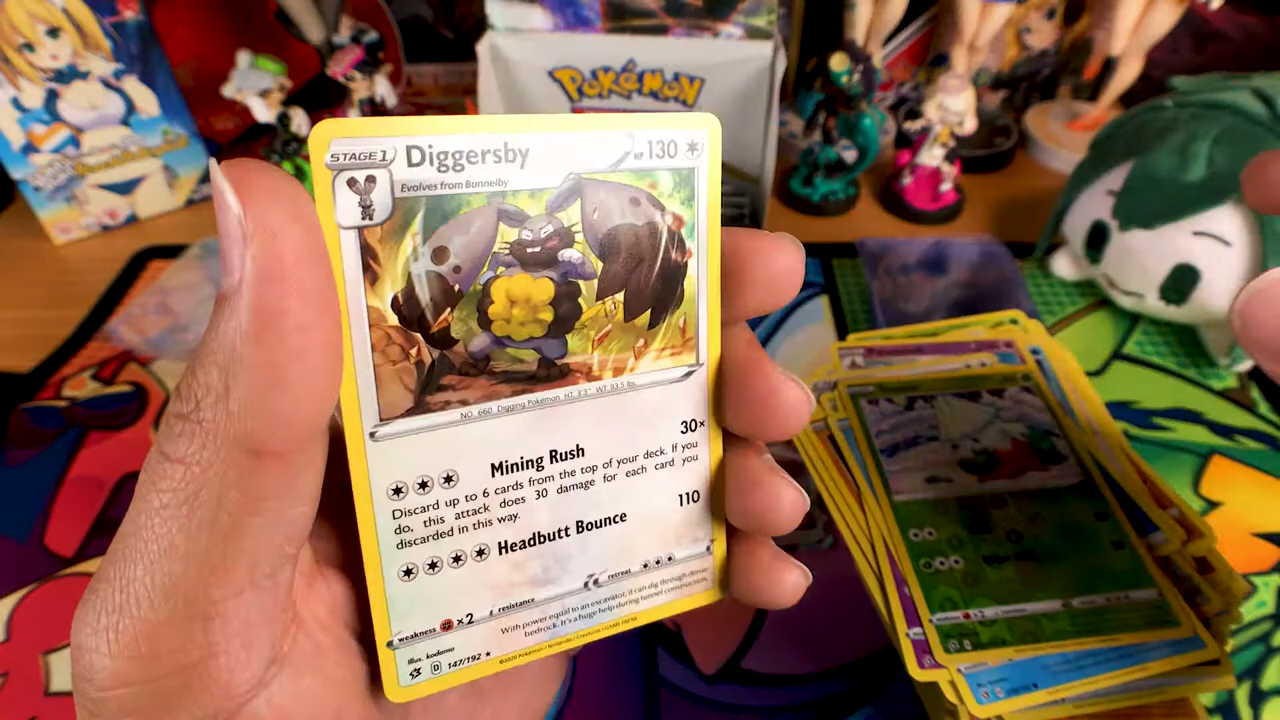 POKéMON
STAGE 1 Diggersby HP 130
Evolves from Bunnelby
NO. 660 Digging Pokémon HT. 3'3" WT. 93.5 lbs.
Mining Rush 30×
Discard up to 6 cards from the top of your deck. If you
do, this attack does 30 damage for each card you
discarded in this way.
Headbutt Bounce 110
weakness ×2 resistance retreat
With power equal to an excavator, it can dig through dense
bedrock. It's a huge help during tunnel construction.
Illus. kodama
D 147/192 ★
©2020 Pokémon / Nintendo / Creatures / GAME FREAK
×2